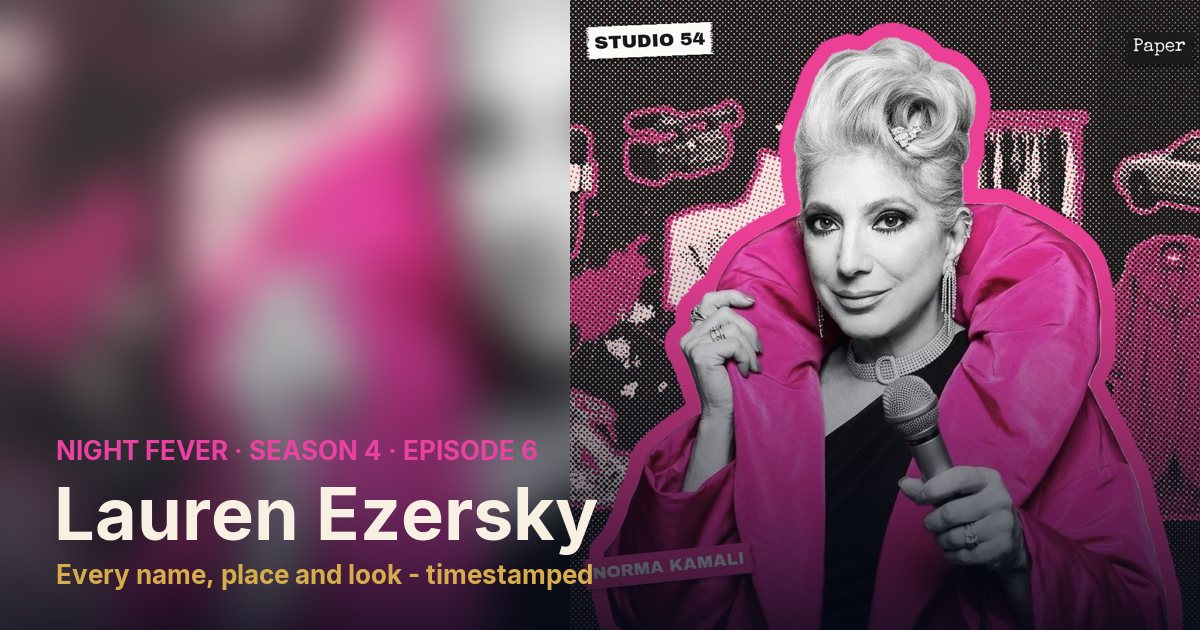 STUDIO 54
Paper
NIGHT FEVER · SEASON 4 · EPISODE 6
Lauren Ezersky
Every name, place and look - timestamped
NORMA KAMALI